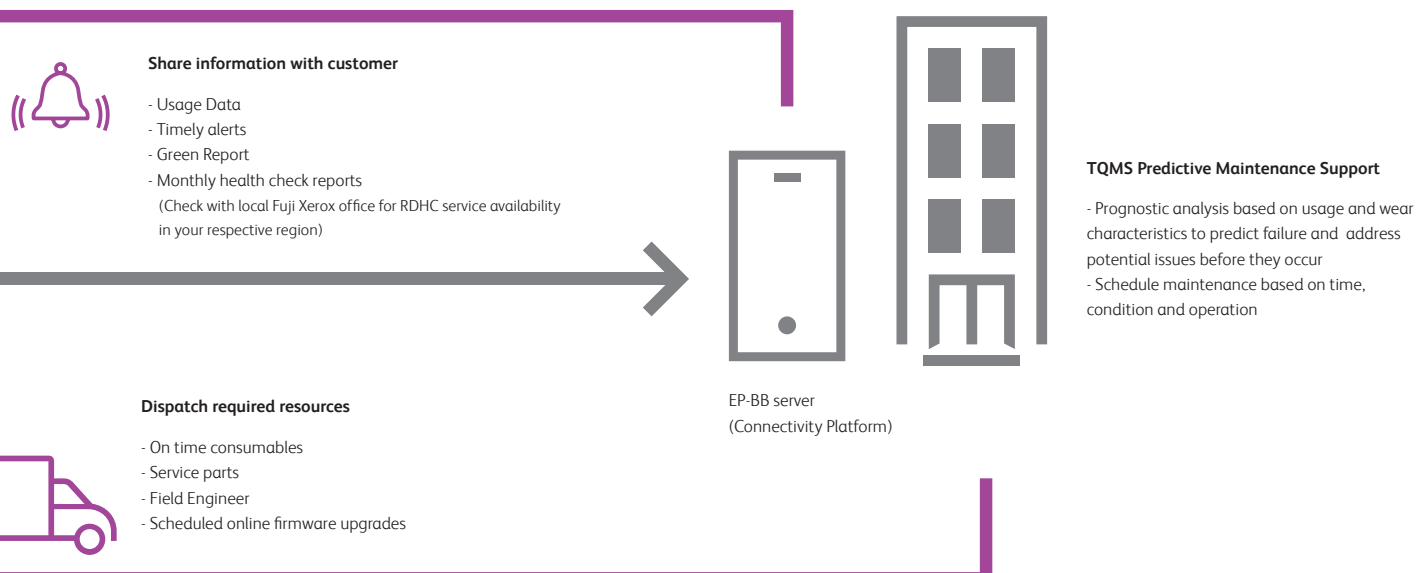 Share information with customer
- Usage Data
- Timely alerts
- Green Report
- Monthly health check reports
(Check with local Fuji Xerox office for RDHC service availability
in your respective region)
TQMS Predictive Maintenance Support
- Prognostic analysis based on usage and wear
characteristics to predict failure and address
potential issues before they occur
- Schedule maintenance based on time,
condition and operation
EP-BB server
(Connectivity Platform)
Dispatch required resources
- On time consumables
- Service parts
- Field Engineer
- Scheduled online firmware upgrades